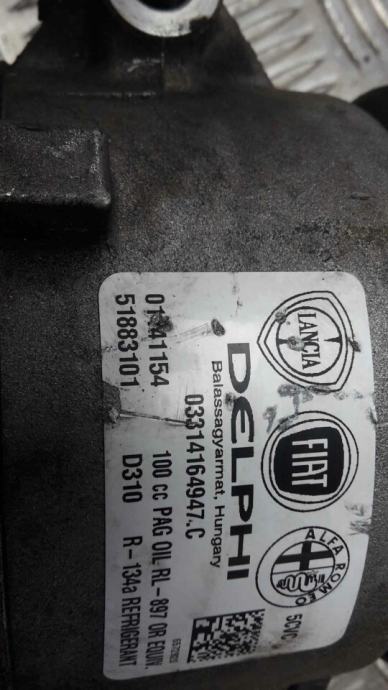 LANCIA
FIAT
ALFA ROMEO
5CVC
DELPHI
Balassagyarmat, Hungary
03314164947.C
100 cc PAG OIL RL-897 OR EQUIV.
51883101 D310 R-134a REFRIGERANT